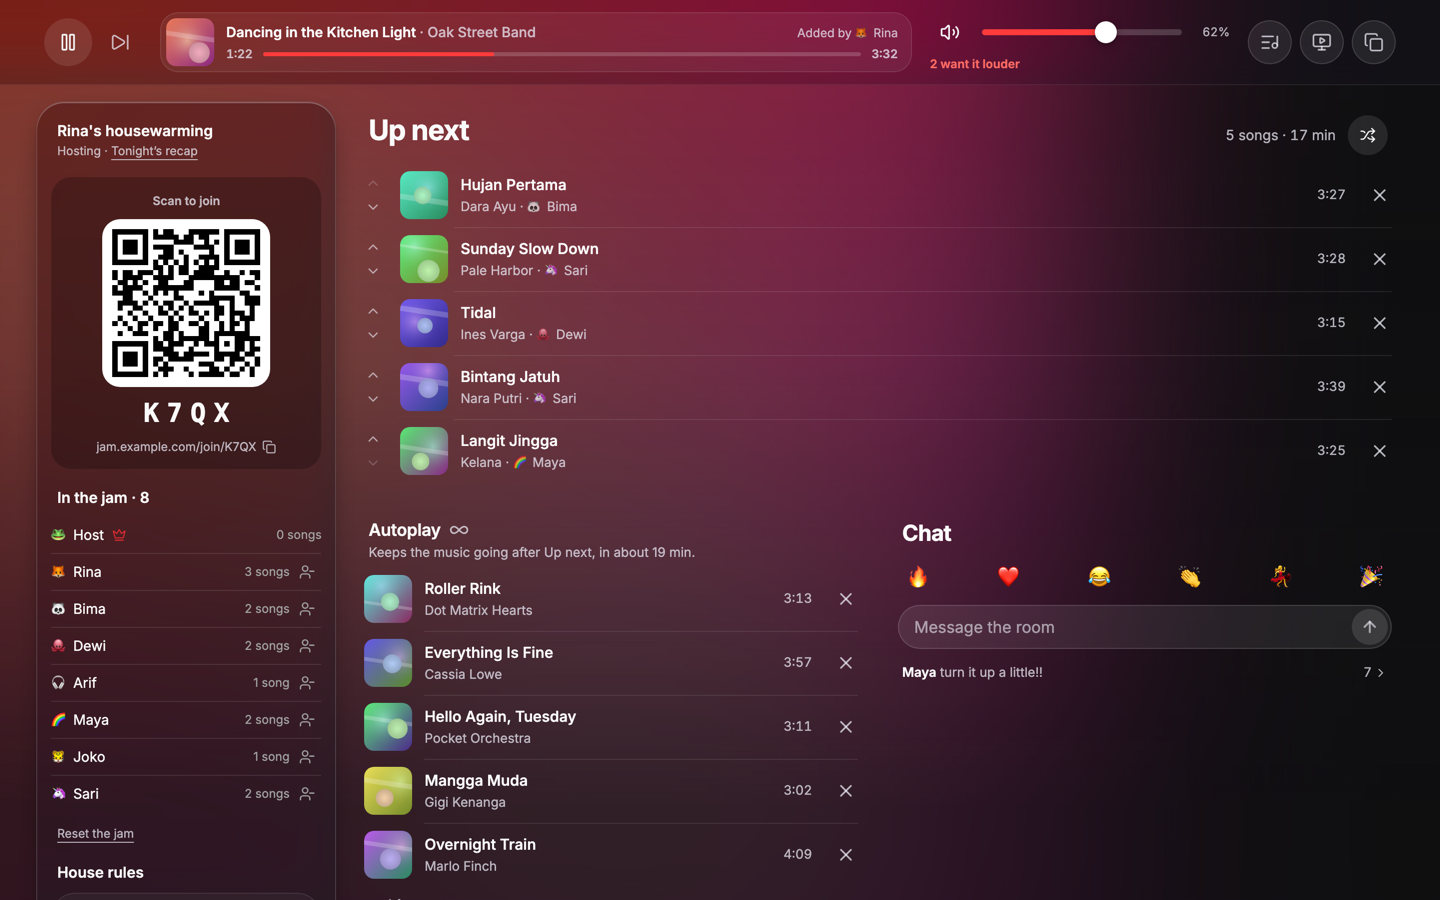 Dancing in the Kitchen Light · Oak Street Band
Added by 🦊 Rina
1:22
3:32
62%
2 want it louder
Rina's housewarming
Hosting · Tonight's recap
Scan to join
K7QX
jam.example.com/join/K7QX
In the jam · 8
Host
0 songs
Rina
3 songs
Bima
2 songs
Dewi
2 songs
Arif
1 song
Maya
2 songs
Joko
1 song
Sari
2 songs
Reset the jam
House rules
Up next
5 songs · 17 min
Hujan Pertama
Dara Ayu · 🐼 Bima
3:27
Sunday Slow Down
Pale Harbor · 🦄 Sari
3:28
Tidal
Ines Varga · 🐙 Dewi
3:15
Bintang Jatuh
Nara Putri · 🦄 Sari
3:39
Langit Jingga
Kelana · 🌈 Maya
3:25
Autoplay
Keeps the music going after Up next, in about 19 min.
Roller Rink
Dot Matrix Hearts
3:13
Everything Is Fine
Cassia Lowe
3:57
Hello Again, Tuesday
Pocket Orchestra
3:11
Mangga Muda
Gigi Kenanga
3:02
Overnight Train
Marlo Finch
4:09
Chat
Message the room
Maya turn it up a little!!
7